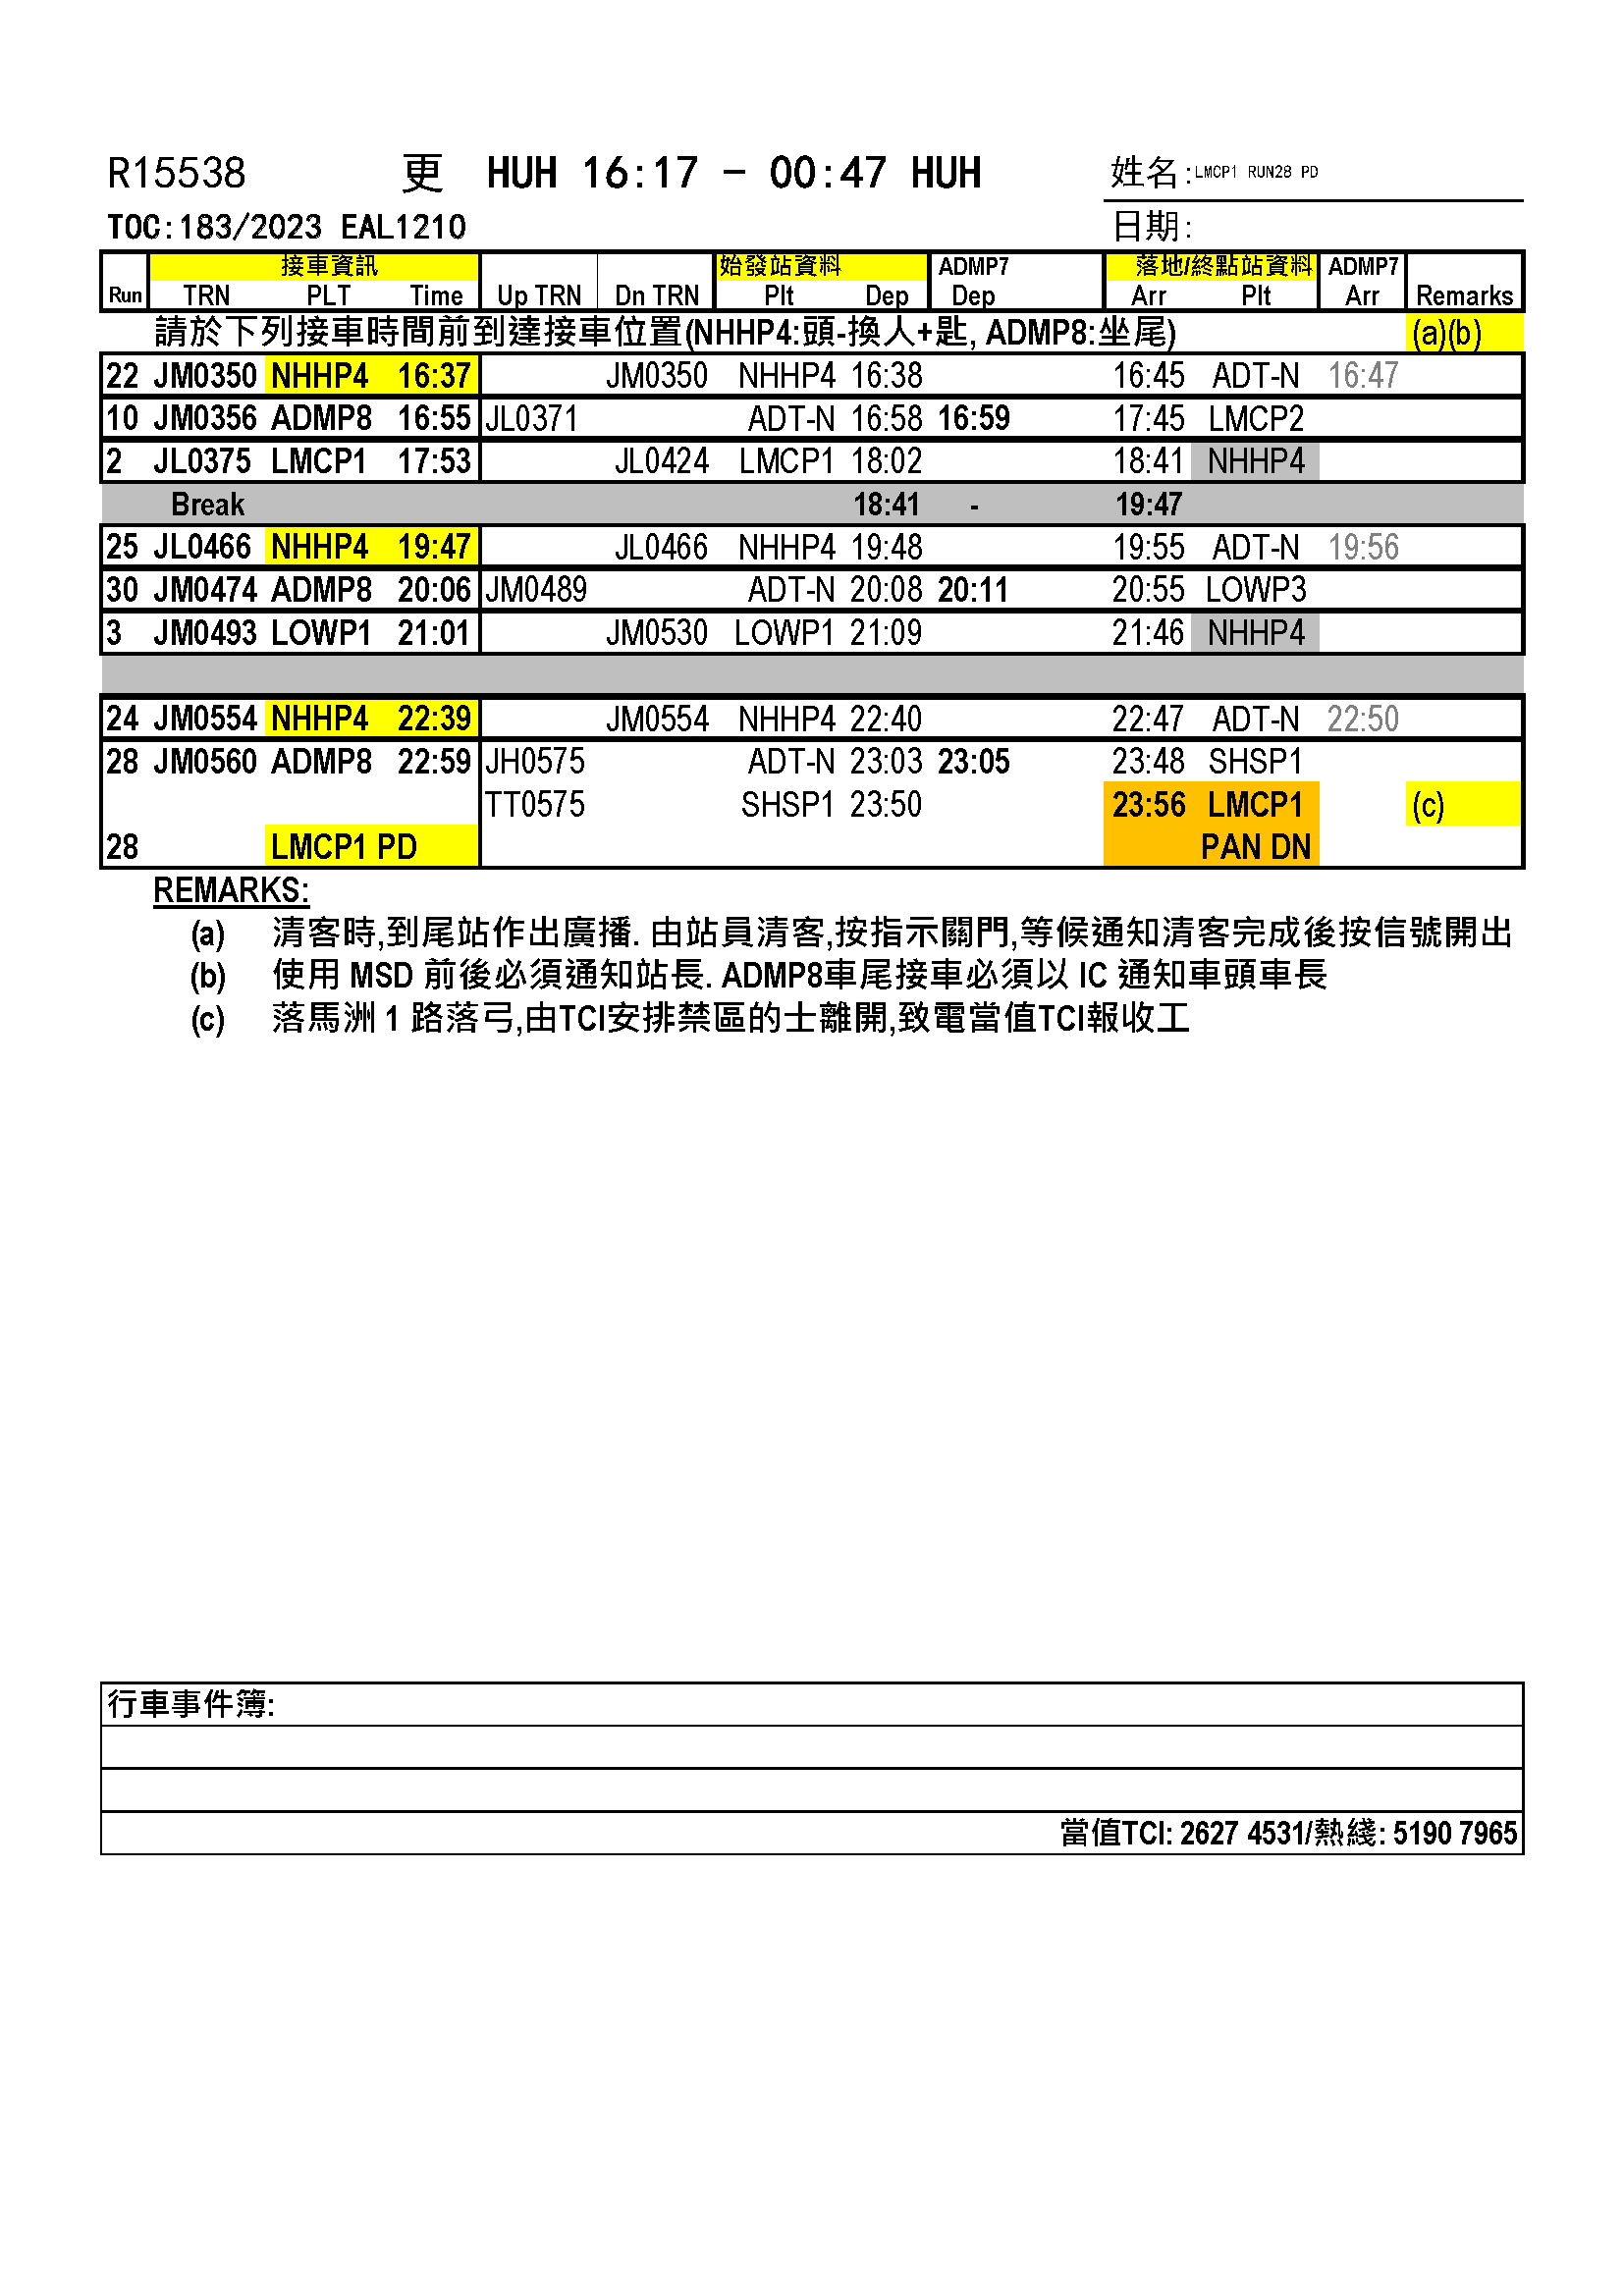 R15538 更 HUH 16:17 - 00:47 HUH 姓名:LMCP1 RUN28 PD
TOC:183/2023 EAL1210 日期:
接車資訊 始發站資料 ADMP7 落地/終點站資料 ADMP7
Run TRN PLT Time Up TRN Dn TRN Plt Dep Dep Arr Plt Arr Remarks
請於下列接車時間前到達接車位置(NHHP4:頭-換人+匙, ADMP8:坐尾) (a)(b)
22 JM0350 NHHP4 16:37 JM0350 NHHP4 16:38 16:45 ADT-N 16:47
10 JM0356 ADMP8 16:55 JL0371 ADT-N 16:58 16:59 17:45 LMCP2
2 JL0375 LMCP1 17:53 JL0424 LMCP1 18:02 18:41 NHHP4
Break 18:41 - 19:47
25 JL0466 NHHP4 19:47 JL0466 NHHP4 19:48 19:55 ADT-N 19:56
30 JM0474 ADMP8 20:06 JM0489 ADT-N 20:08 20:11 20:55 LOWP3
3 JM0493 LOWP1 21:01 JM0530 LOWP1 21:09 21:46 NHHP4
24 JM0554 NHHP4 22:39 JM0554 NHHP4 22:40 22:47 ADT-N 22:50
28 JM0560 ADMP8 22:59 JH0575 ADT-N 23:03 23:05 23:48 SHSP1
TT0575 SHSP1 23:50 23:56 LMCP1 (c)
28 LMCP1 PD PAN DN
REMARKS:
(a) 清客時,到尾站作出廣播. 由站員清客,按指示關門,等候通知清客完成後按信號開出
(b) 使用 MSD 前後必須通知站長. ADMP8車尾接車必須以 IC 通知車頭車長
(c) 落馬洲 1 路落弓,由TCI安排禁區的士離開,致電當值TCI報收工
行車事件簿:
當值TCI: 2627 4531/熱綫: 5190 7965